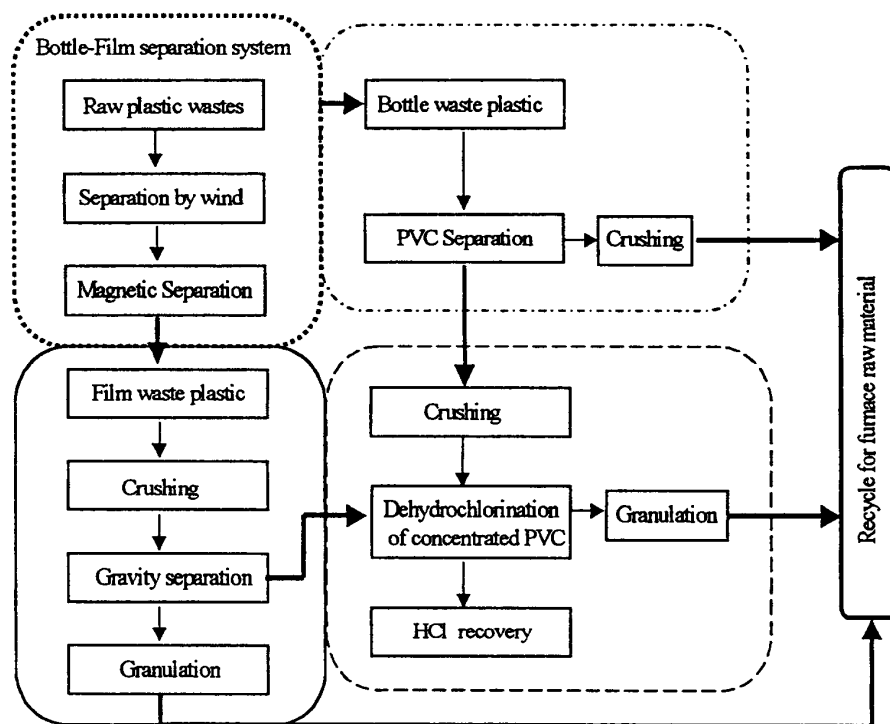 Bottle-Film separation system
Raw plastic wastes
Separation by wind
Magnetic Separation
Bottle waste plastic
PVC Separation
Crushing
Film waste plastic
Crushing
Gravity separation
Granulation
Crushing
Dehydrochlorination
of concentrated PVC
Granulation
HCl recovery
Recycle for furnace raw material